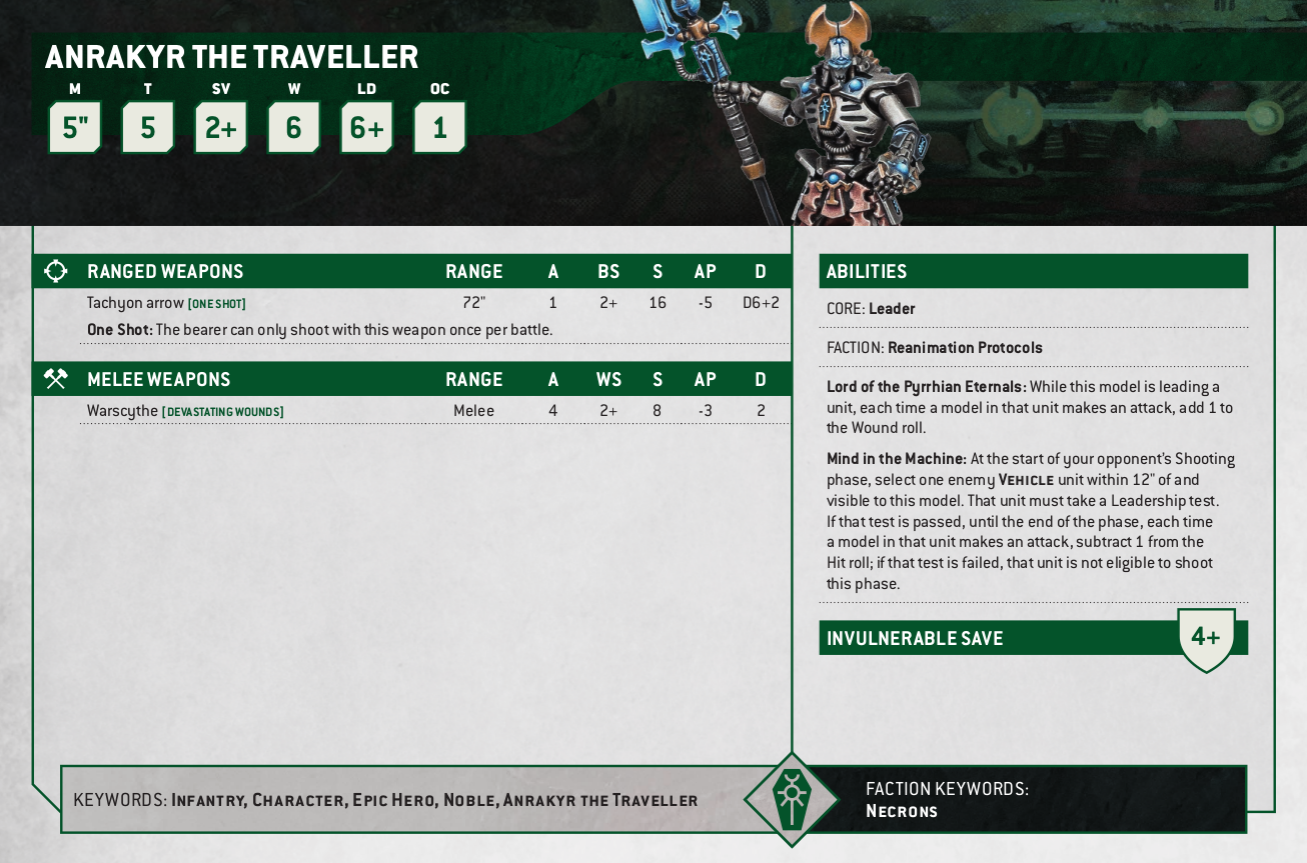 ANRAKYR THE TRAVELLER
M T SV W LD OC
5" 5 2+ 6 6+ 1
RANGED WEAPONS RANGE A BS S AP D
Tachyon arrow [ONE SHOT] 72" 1 2+ 16 -5 D6+2
One Shot: The bearer can only shoot with this weapon once per battle.
MELEE WEAPONS RANGE A WS S AP D
Warscythe [DEVASTATING WOUNDS] Melee 4 2+ 8 -3 2
ABILITIES
CORE: Leader
FACTION: Reanimation Protocols
Lord of the Pyrrhian Eternals: While this model is leading a
unit, each time a model in that unit makes an attack, add 1 to
the Wound roll.
Mind in the Machine: At the start of your opponent's Shooting
phase, select one enemy VEHICLE unit within 12" of and
visible to this model. That unit must take a Leadership test.
If that test is passed, until the end of the phase, each time
a model in that unit makes an attack, subtract 1 from the
Hit roll; if that test is failed, that unit is not eligible to shoot
this phase.
INVULNERABLE SAVE 4+
KEYWORDS: INFANTRY, CHARACTER, EPIC HERO, NOBLE, ANRAKYR THE TRAVELLER
FACTION KEYWORDS:
NECRONS